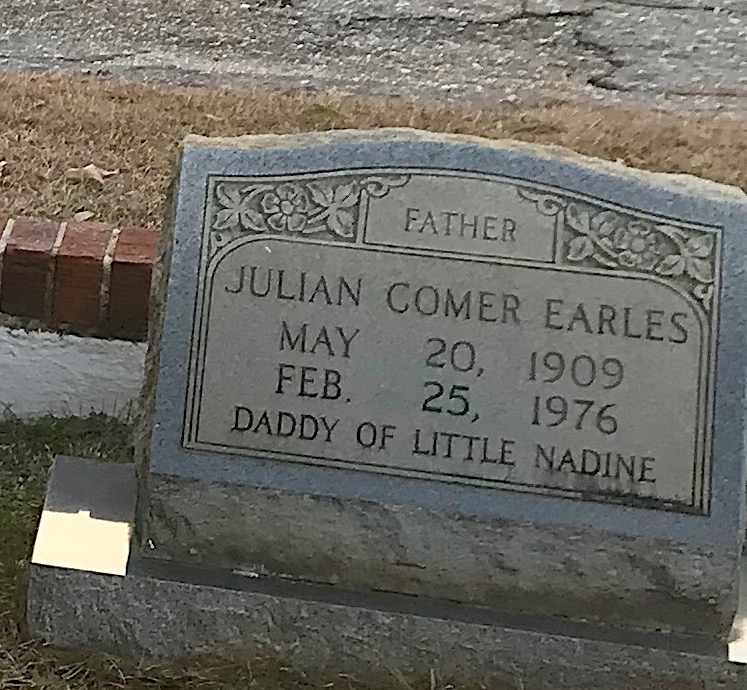 FATHER
JULIAN COMER EARLES
MAY 20, 1909
FEB. 25, 1976
DADDY OF LITTLE NADINE